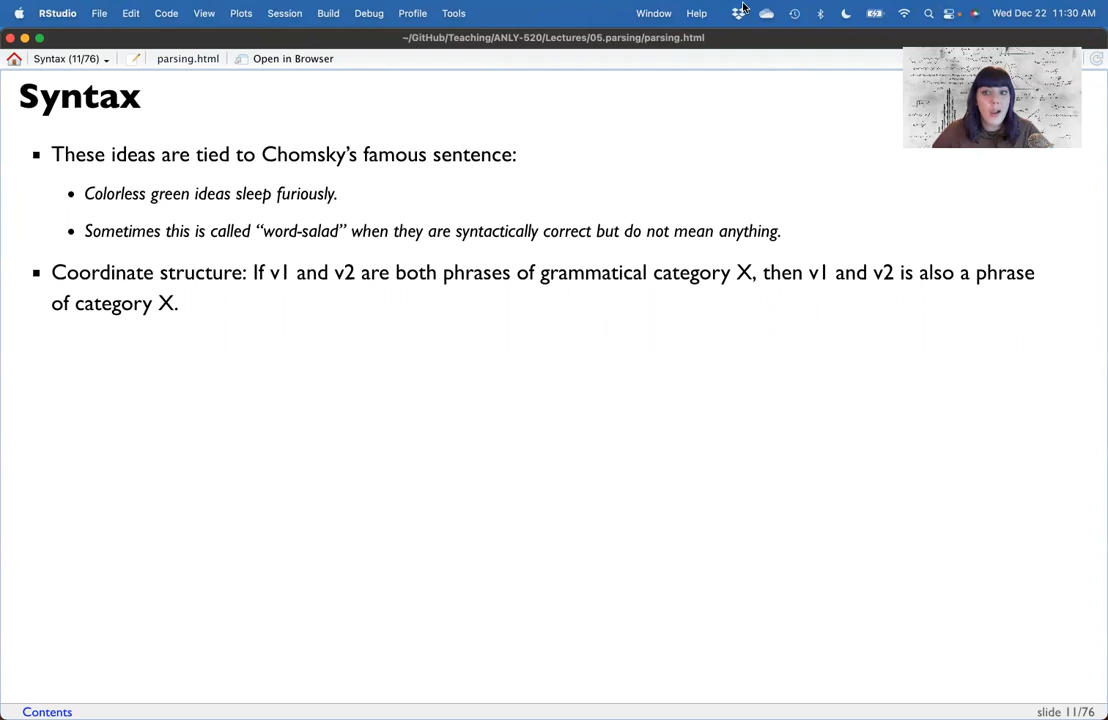 RStudio File Edit Code View Plots Session Build Debug Profile Tools Window Help Wed Dec 22 11:30 AM
~/GitHub/Teaching/ANLY-520/Lectures/05.parsing/parsing.html
Syntax (11/76) parsing.html Open in Browser
Syntax
These ideas are tied to Chomsky’s famous sentence:
Colorless green ideas sleep furiously.
Sometimes this is called “word-salad” when they are syntactically correct but do not mean anything.
Coordinate structure: If v1 and v2 are both phrases of grammatical category X, then v1 and v2 is also a phrase
of category X.
Contents slide 11/76